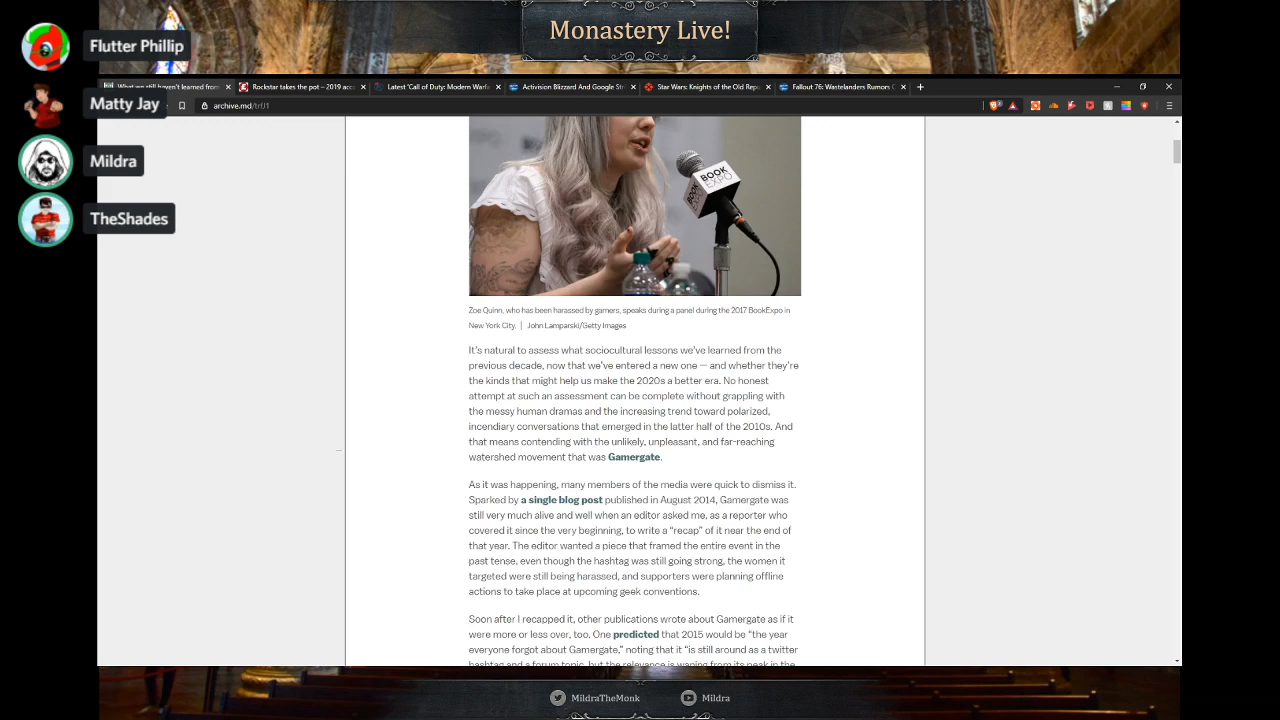 Monastery Live!
Flutter Phillip
Matty Jay
Mildra
TheShades
What we still haven't learned from
Rockstar takes the pot – 2019 acc
Latest 'Call of Duty: Modern Warfa
Activision Blizzard And Google Str
Star Wars: Knights of the Old Repu
Fallout 76: Wastelanders Rumors C
archive.md/trfJ1
BOOK
EXPO
BOOK
EXPO
Zoe Quinn, who has been harassed by gamers, speaks during a panel during the 2017 BookExpo in
New York City. | John Lamparski/Getty Images
It's natural to assess what sociocultural lessons we've learned from the
previous decade, now that we've entered a new one — and whether they're
the kinds that might help us make the 2020s a better era. No honest
attempt at such an assessment can be complete without grappling with
the messy human dramas and the increasing trend toward polarized,
incendiary conversations that emerged in the latter half of the 2010s. And
that means contending with the unlikely, unpleasant, and far-reaching
watershed movement that was Gamergate.
As it was happening, many members of the media were quick to dismiss it.
Sparked by a single blog post published in August 2014, Gamergate was
still very much alive and well when an editor asked me, as a reporter who
covered it since the very beginning, to write a “recap” of it near the end of
that year. The editor wanted a piece that framed the entire event in the
past tense, even though the hashtag was still going strong, the women it
targeted were still being harassed, and supporters were planning offline
actions to take place at upcoming geek conventions.
Soon after I recapped it, other publications wrote about Gamergate as if it
were more or less over, too. One predicted that 2015 would be “the year
everyone forgot about Gamergate,” noting that it “is still around as a twitter
hashtag and a forum topic, but the relevance is waning from its peak in the
MildraTheMonk
Mildra